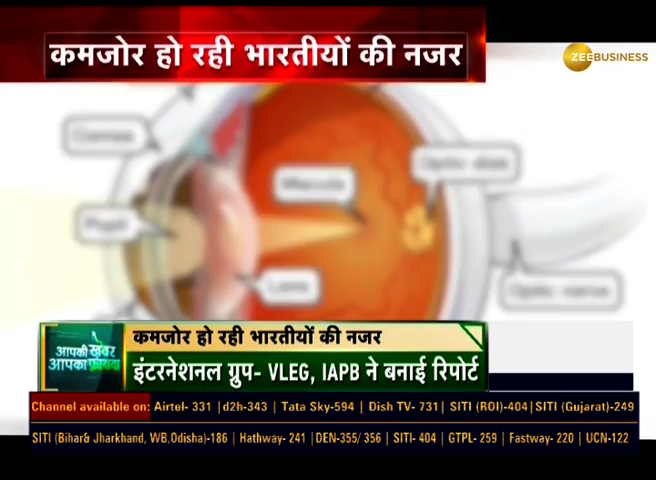 कमजोर हो रही भारतीयों की नजर
ZEEBUSINESS
Cornea
Pupil
Macula
Optic disc
Lens
Optic nerve
आपकी खबर
आपका फायदा
कमजोर हो रही भारतीयों की नजर
इंटरनेशनल ग्रुप- VLEG, IAPB ने बनाई रिपोर्ट
Channel available on: Airtel- 331 | d2h-343 | Tata Sky-594 | Dish TV- 731| SITI (ROI)-404| SITI (Gujarat)-249
SITI (Bihar& Jharkhand, WB,Odisha)-186 | Hathway- 241 |DEN-355/ 356 | SITI- 404 | GTPL- 259 | Fastway- 220 | UCN-122